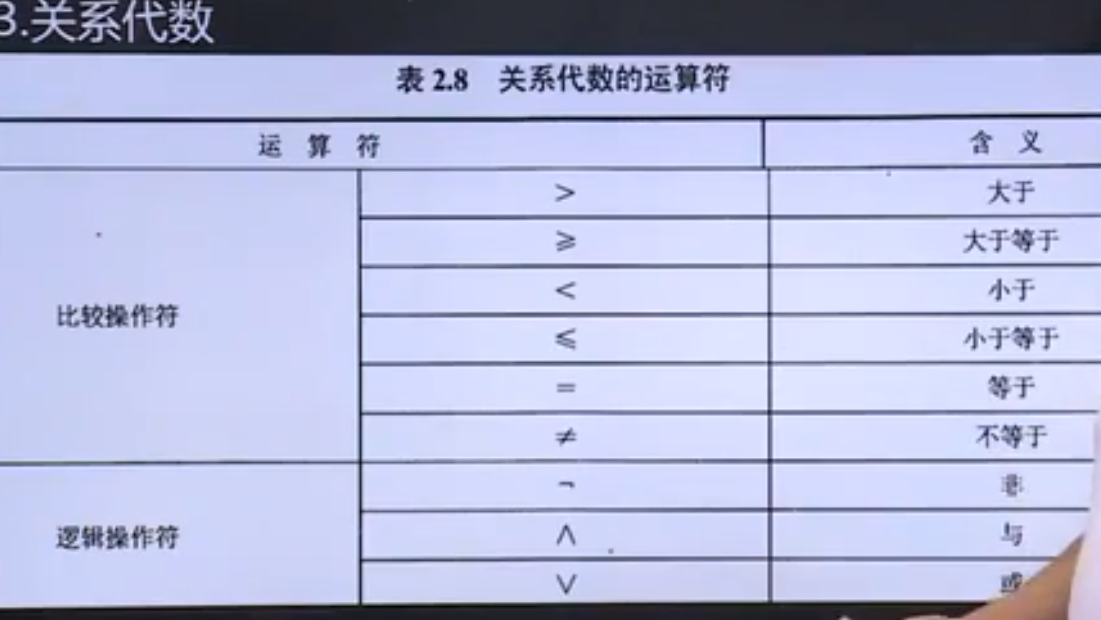 3.关系代数
表 2.8 关系代数的运算符
运 算 符 含 义
> 大于
⩾ 大于等于
< 小于
比较操作符
⩽ 小于等于
= 等于
≠ 不等于
¬ 非
逻辑操作符 ∧ 与
∨ 或